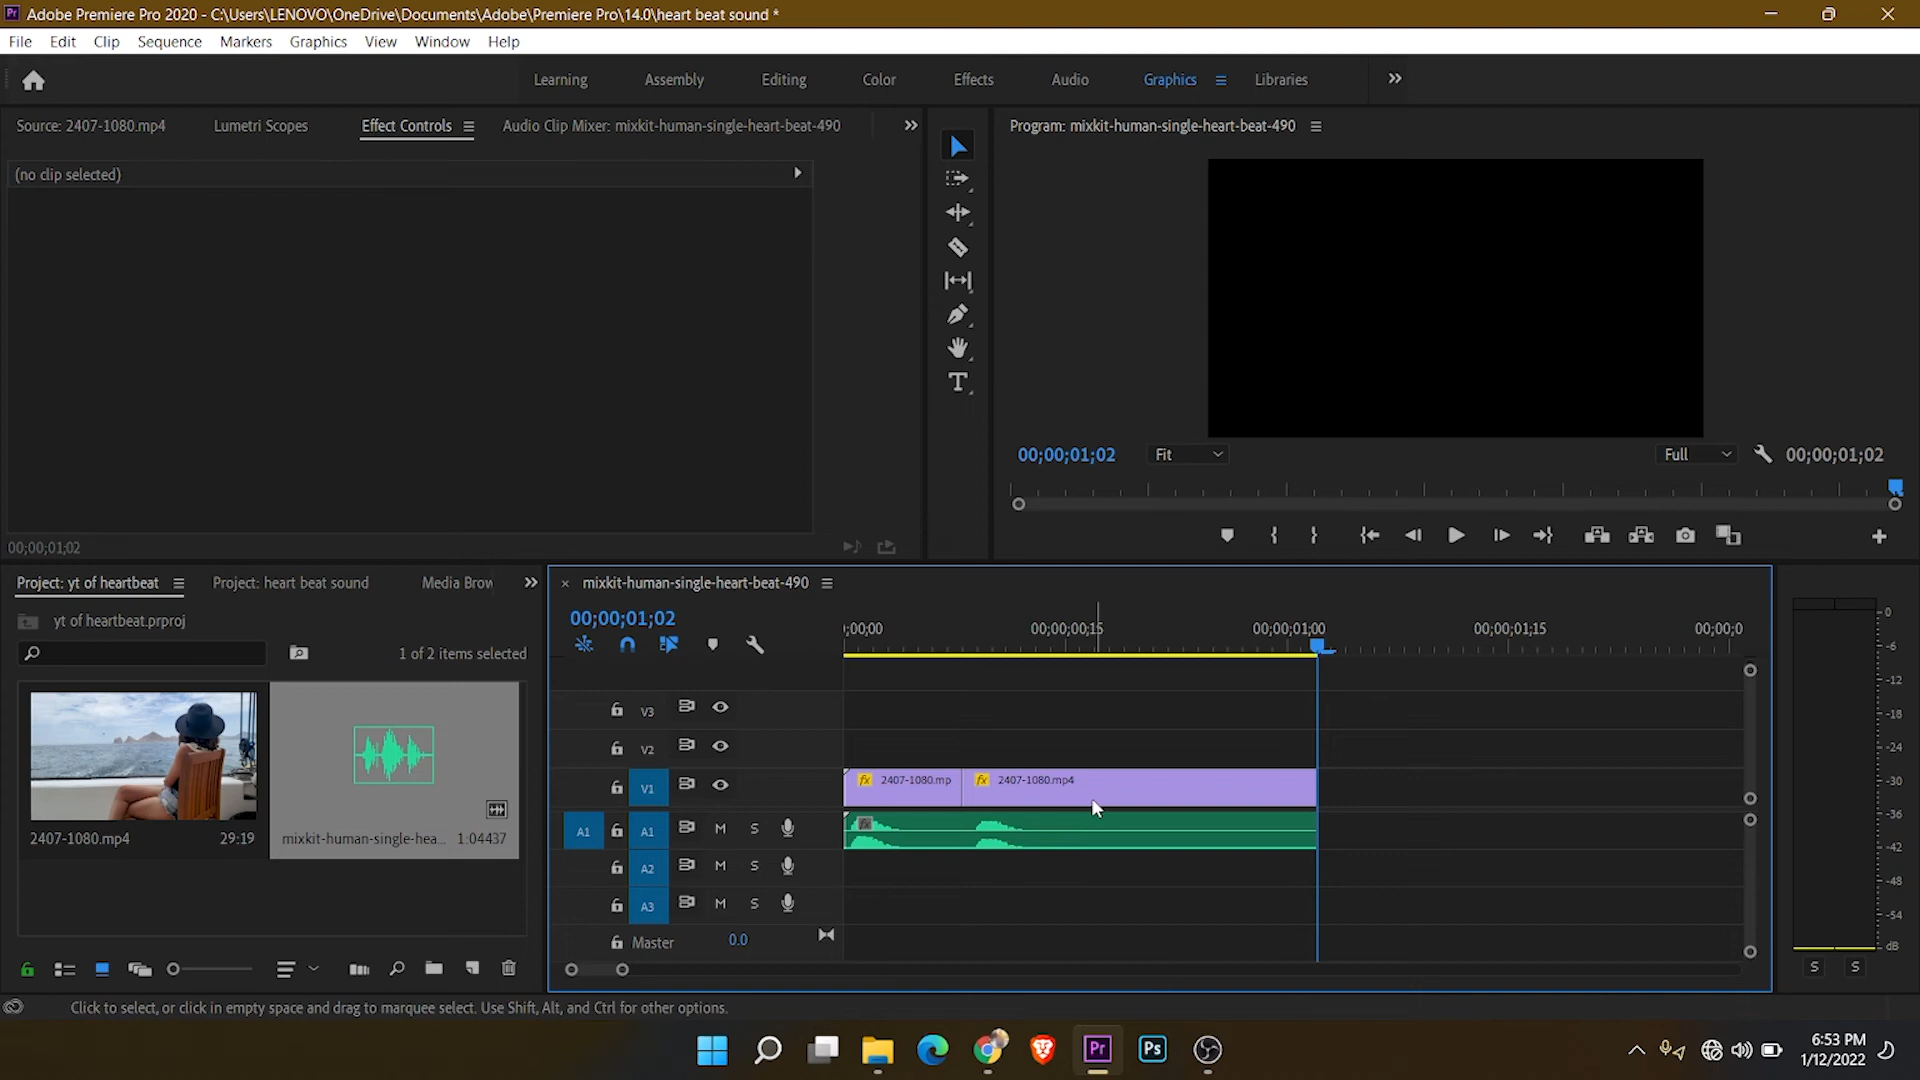 Adobe Premiere Pro 2020 - C:\Users\LENOVO\OneDrive\Documents\Adobe\Premiere Pro\14.0\heart beat sound *
File Edit Clip Sequence Markers Graphics View Window Help
Learning Assembly Editing Color Effects Audio Graphics Libraries
Source: 2407-1080.mp4 Lumetri Scopes Effect Controls Audio Clip Mixer: mixkit-human-single-heart-beat-490
Program: mixkit-human-single-heart-beat-490
(no clip selected)
00;00;01;02 Fit Full 00;00;01;02
00;00;01;02
Project: yt of heartbeat Project: heart beat sound Media Brow
mixkit-human-single-heart-beat-490
yt of heartbeat.prproj
1 of 2 items selected
2407-1080.mp4 29:19
mixkit-human-single-hea... 1:04437
00;00;01;02
;00;00 00;00;00;15 00;00;01;00 00;00;01;15 00;00;0
V3
V2
V1 fx 2407-1080.mp fx 2407-1080.mp4
A1 A1 M S fx
A2 M S
A3 M S
Master 0.0
0
-6
-12
-18
-24
-30
-36
-42
-48
-54
dB
S S
Click to select, or click in empty space and drag to marquee select. Use Shift, Alt, and Ctrl for other options.
Pr Ps
6:53 PM
1/12/2022